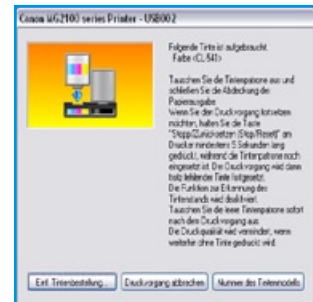 Canon MG2100 series Printer - USB002
Folgende Tinte ist aufgebraucht.
Farbe <CL-541>
Tauschen Sie die Tintenpatrone aus und
schließen Sie die Abdeckung der
Papierausgabe.
Wenn Sie den Druckvorgang fortsetzen
möchten, halten Sie die Taste
"Stopp/Zurücksetzen (Stop/Reset)" am
Drucker mindestens 5 Sekunden lang
gedrückt, während die Tintenpatrone noch
eingesetzt ist. Der Druckvorgang wird dann
trotz fehlender Tinte fortgesetzt.
Die Funktion zur Erkennung des
Tintenstands wird deaktiviert.
Tauschen Sie die leere Tintenpatrone sofort
nach dem Druckvorgang aus.
Die Druckqualität wird vermindert, wenn
weiterhin ohne Tinte gedruckt wird.
Einf. Tintenbestellung... Druckvorgang abbrechen Nummer des Tintenmodells